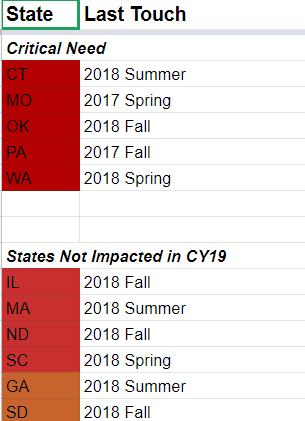 State Last Touch
Critical Need
CT 2018 Summer
MO 2017 Spring
OK 2018 Fall
PA 2017 Fall
WA 2018 Spring
States Not Impacted in CY19
IL 2018 Fall
MA 2018 Summer
ND 2018 Fall
SC 2018 Spring
GA 2018 Summer
SD 2018 Fall